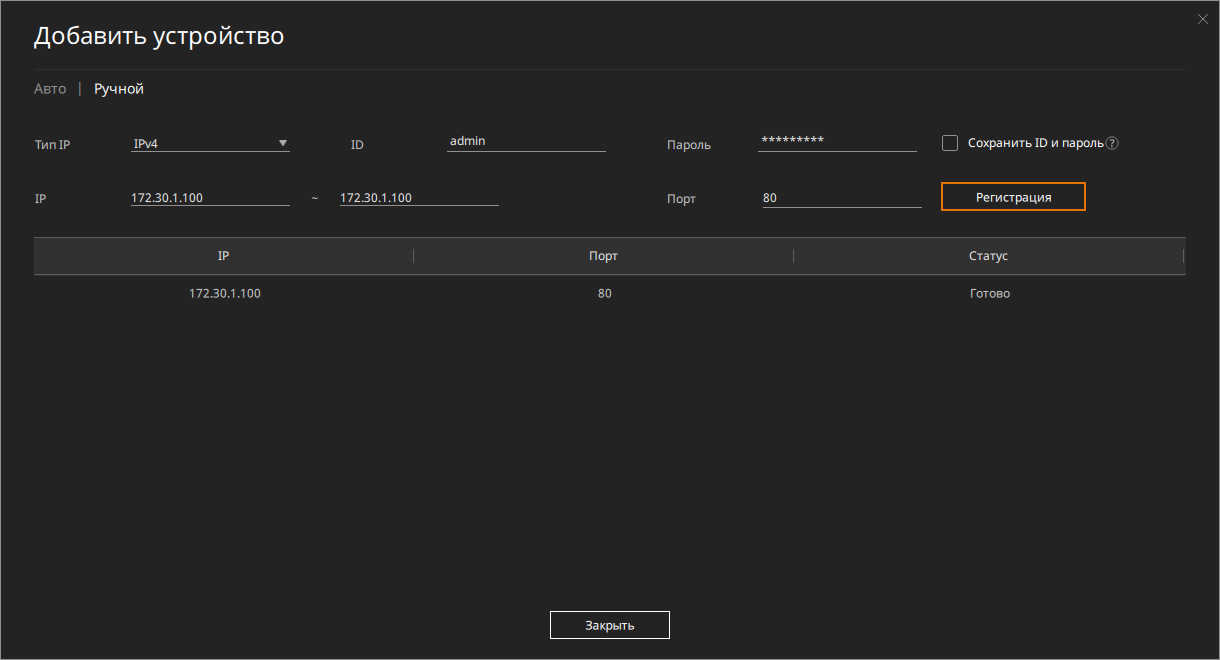 Добавить устройство
Авто | Ручной
Тип IP IPv4 ID admin Пароль ********* Сохранить ID и пароль ?
IP 172.30.1.100 ~ 172.30.1.100 Порт 80 Регистрация
IP Порт Статус
172.30.1.100 80 Готово
Закрыть